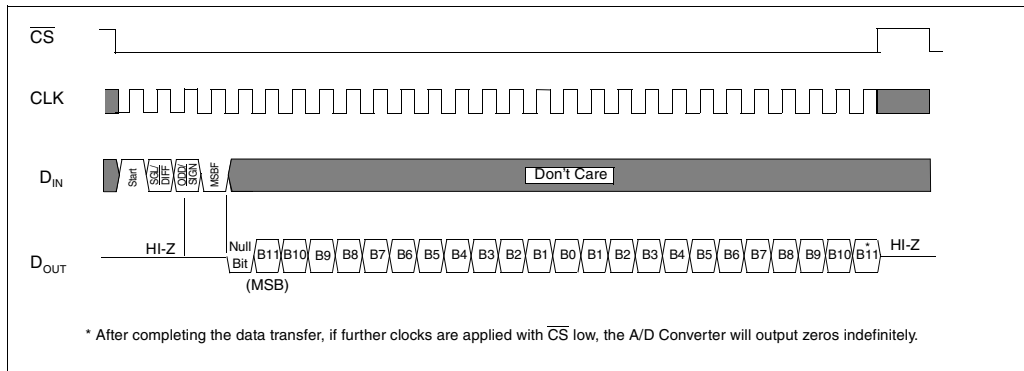 CS
CLK
DIN
Start
SGL/
DIFF
ODD/
SIGN
MSBF
Don't Care
DOUT
HI-Z
Null
Bit
B11 B10 B9 B8 B7 B6 B5 B4 B3 B2 B1 B0 B1 B2 B3 B4 B5 B6 B7 B8 B9 B10 B11*
HI-Z
(MSB)
* After completing the data transfer, if further clocks are applied with CS low, the A/D Converter will output zeros indefinitely.